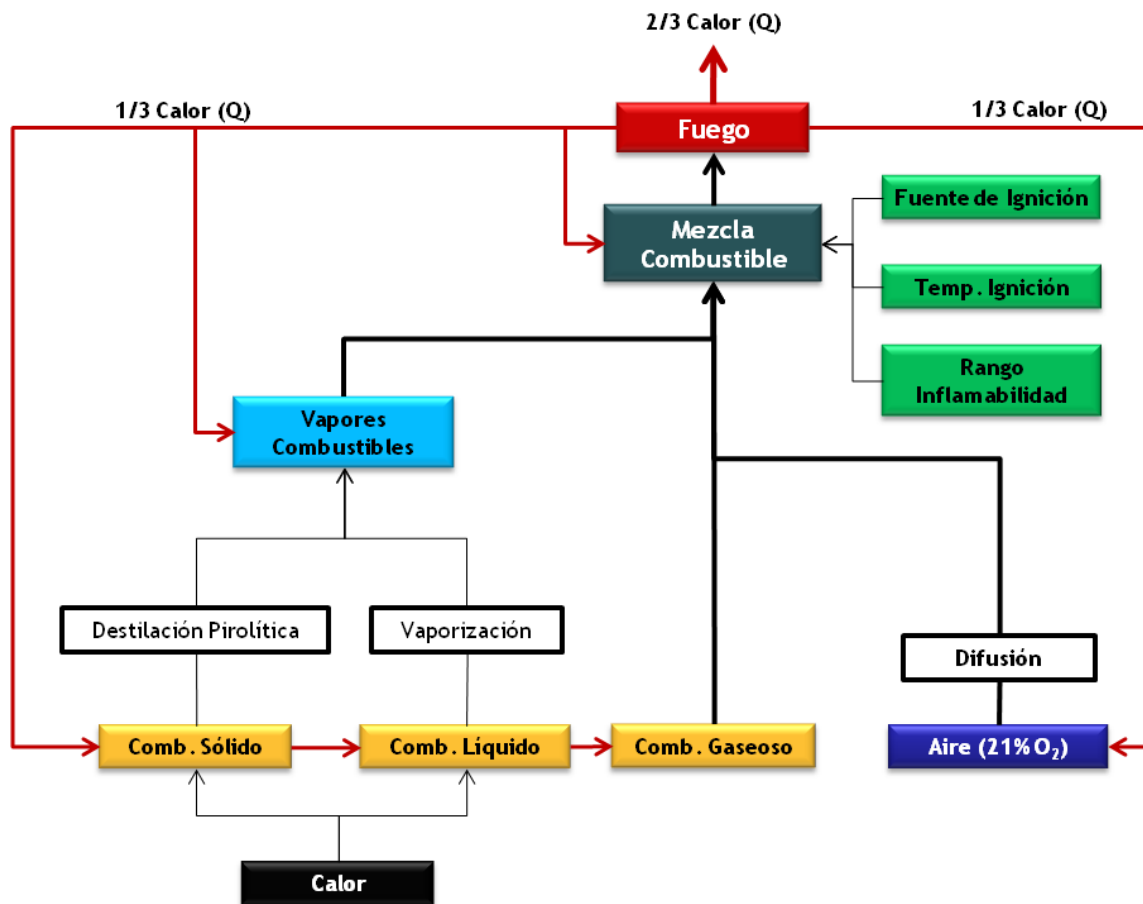 2/3 Calor (Q)
1/3 Calor (Q)
1/3 Calor (Q)
Fuego
Fuente de Ignición
Mezcla
Combustible
Temp. Ignición
Rango
Inflamabilidad
Vapores
Combustibles
Destilación Pirolítica
Vaporización
Difusión
Comb. Sólido
Comb. Líquido
Comb. Gaseoso
Aire (21% O₂)
Calor